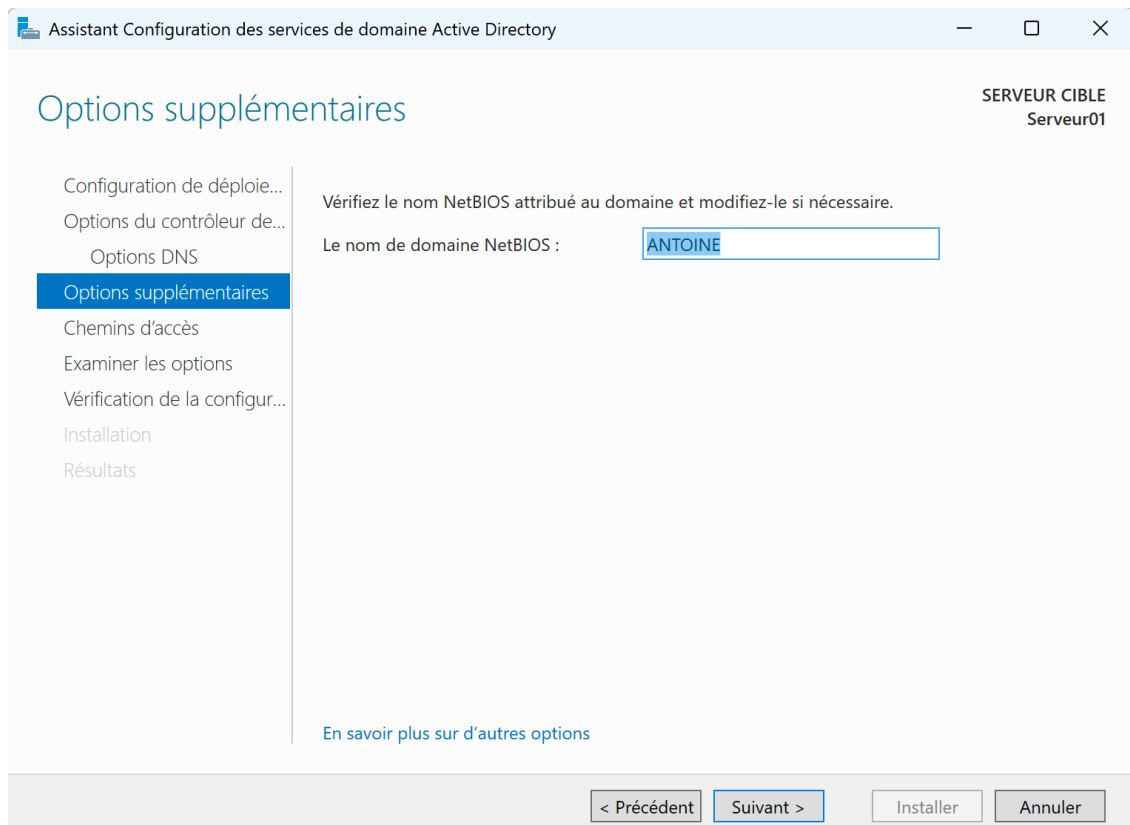 Assistant Configuration des services de domaine Active Directory
Options supplémentaires
SERVEUR CIBLE
Serveur01
Configuration de déploie...
Options du contrôleur de...
Options DNS
Options supplémentaires
Chemins d’accès
Examiner les options
Vérification de la configur...
Installation
Résultats
Vérifiez le nom NetBIOS attribué au domaine et modifiez-le si nécessaire.
Le nom de domaine NetBIOS : ANTOINE
En savoir plus sur d’autres options
< Précédent Suivant > Installer Annuler